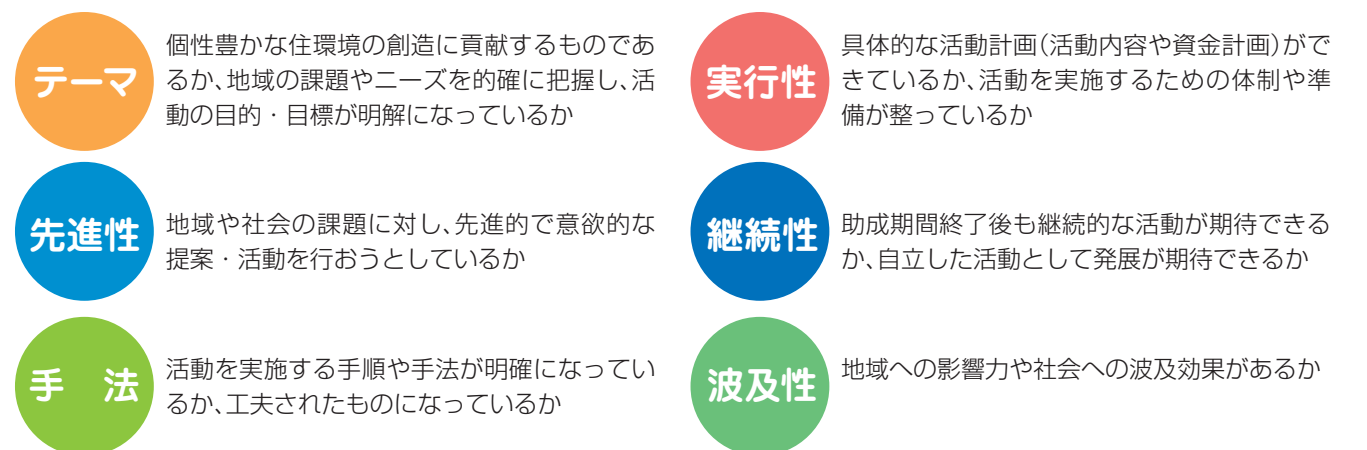 テーマ
個性豊かな住環境の創造に貢献するものであ
るか、地域の課題やニーズを的確に把握し、活
動の目的・目標が明解になっているか
実行性
具体的な活動計画(活動内容や資金計画)がで
きているか、活動を実施するための体制や準
備が整っているか
先進性
地域や社会の課題に対し、先進的で意欲的な
提案・活動を行おうとしているか
継続性
助成期間終了後も継続的な活動が期待できる
か、自立した活動として発展が期待できるか
手　法
活動を実施する手順や手法が明確になってい
るか、工夫されたものになっているか
波及性
地域への影響力や社会への波及効果があるか